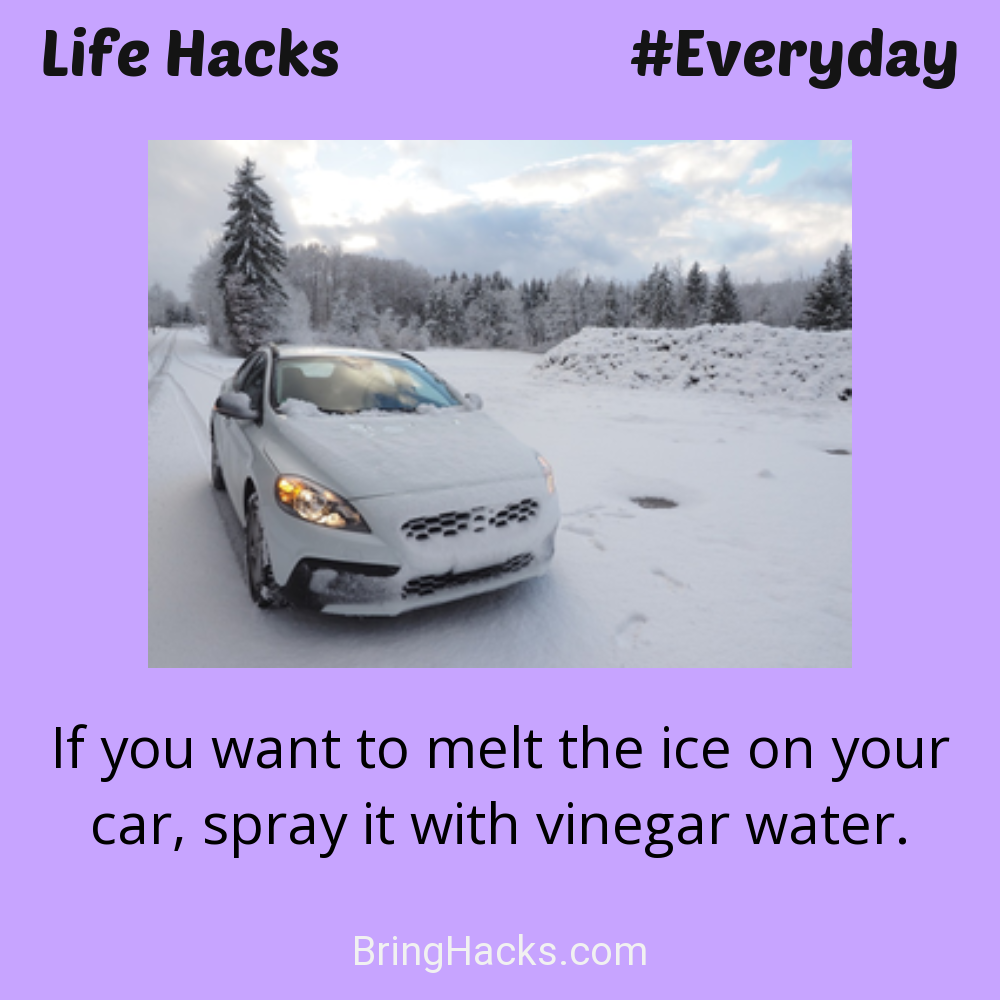 Life Hacks
#Everyday
If you want to melt the ice on your
car, spray it with vinegar water.
BringHacks.com